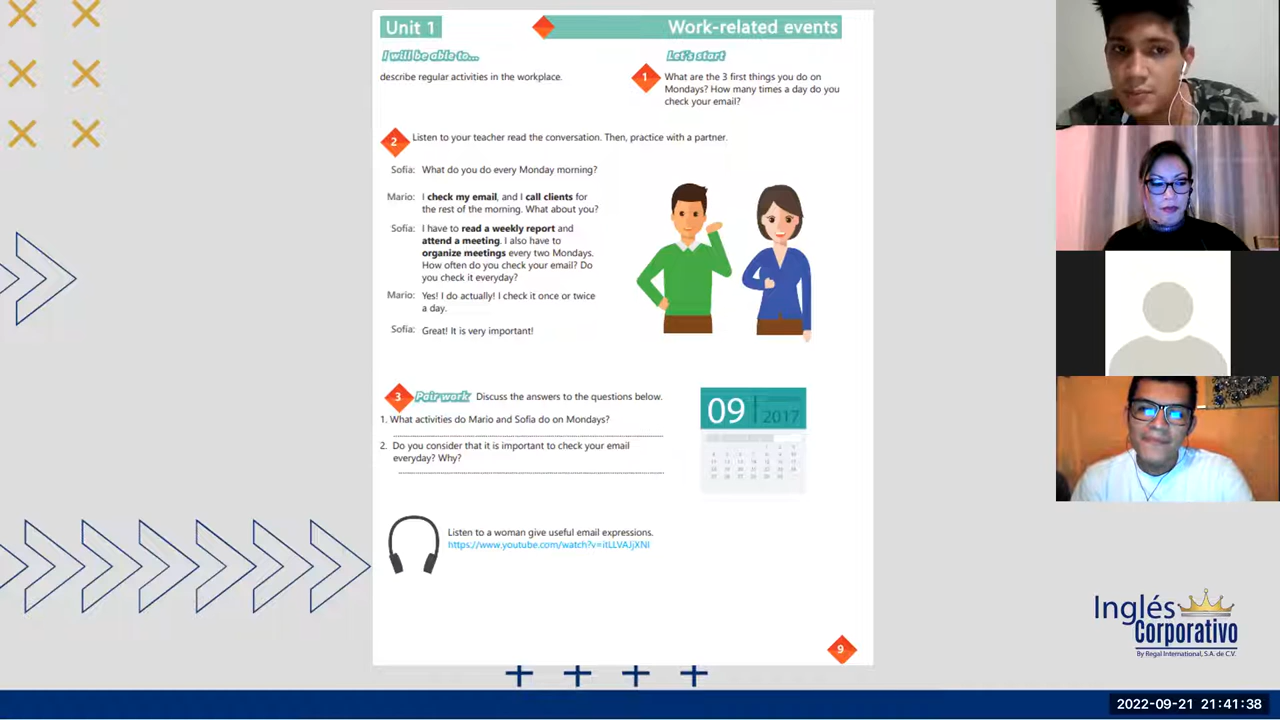 Unit 1
Work-related events
I will be able to...
describe regular activities in the workplace.
Let's start
1
What are the 3 first things you do on
Mondays? How many times a day do you
check your email?
2
Listen to your teacher read the conversation. Then, practice with a partner.
Sofia: What do you do every Monday morning?
Mario: I check my email, and I call clients for
the rest of the morning. What about you?
Sofia: I have to read a weekly report and
attend a meeting. I also have to
organize meetings every two Mondays.
How often do you check your email? Do
you check it everyday?
Mario: Yes! I do actually! I check it once or twice
a day.
Sofia: Great! It is very important!
3
Pair work Discuss the answers to the questions below.
1. What activities do Mario and Sofia do on Mondays?
2. Do you consider that it is important to check your email
everyday? Why?
09 2017
Listen to a woman give useful email expressions.
https://www.youtube.com/watch?v=itLLVAJjXNI
9
Inglés
Corporativo
By Regal International, S.A. de C.V.
2022-09-21 21:41:38